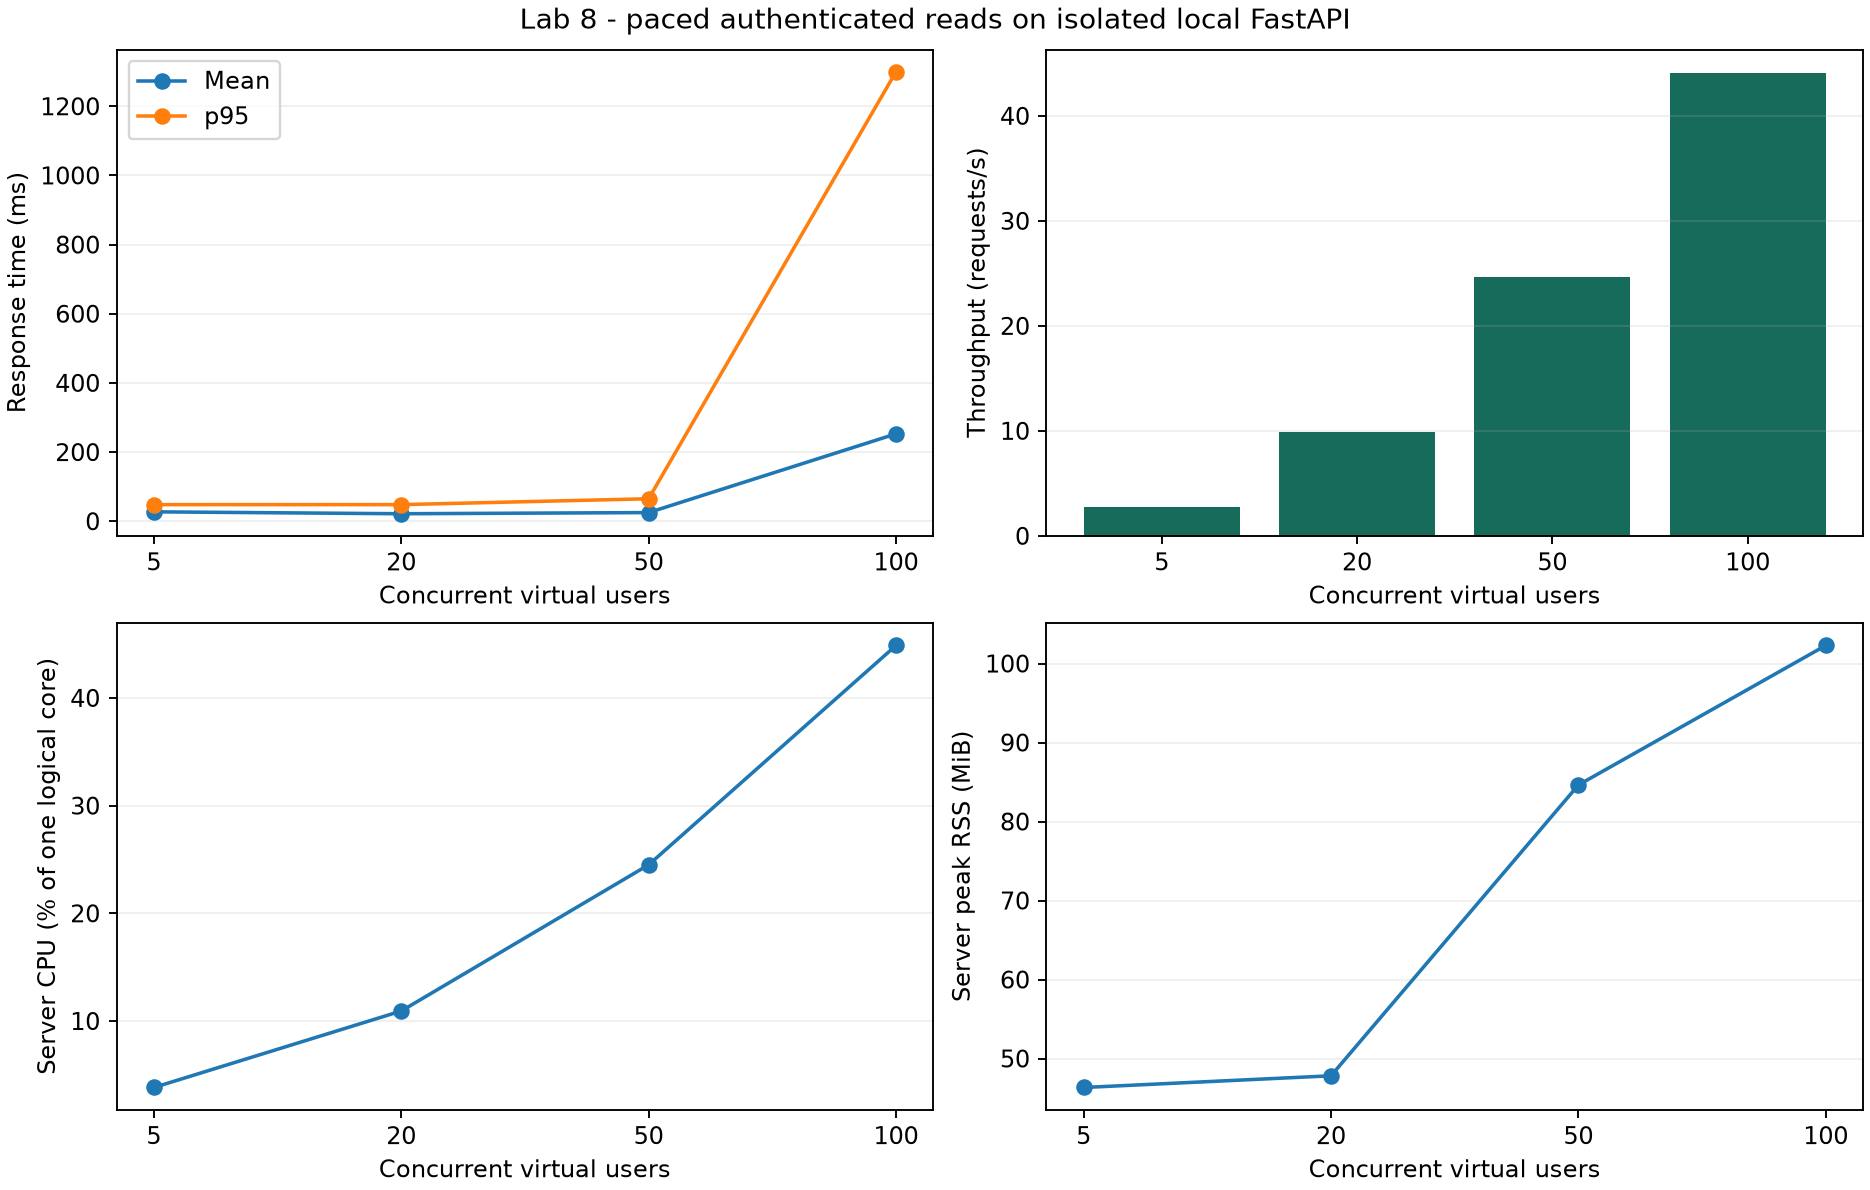 Lab 8 - paced authenticated reads on isolated local FastAPI
Mean
p95
Response time (ms)
1200
1000
800
600
400
200
0
5 20 50 100
Concurrent virtual users
Throughput (requests/s)
40
30
20
10
0
5 20 50 100
Concurrent virtual users
Server CPU (% of one logical core)
40
30
20
10
5 20 50 100
Concurrent virtual users
Server peak RSS (MiB)
100
90
80
70
60
50
5 20 50 100
Concurrent virtual users